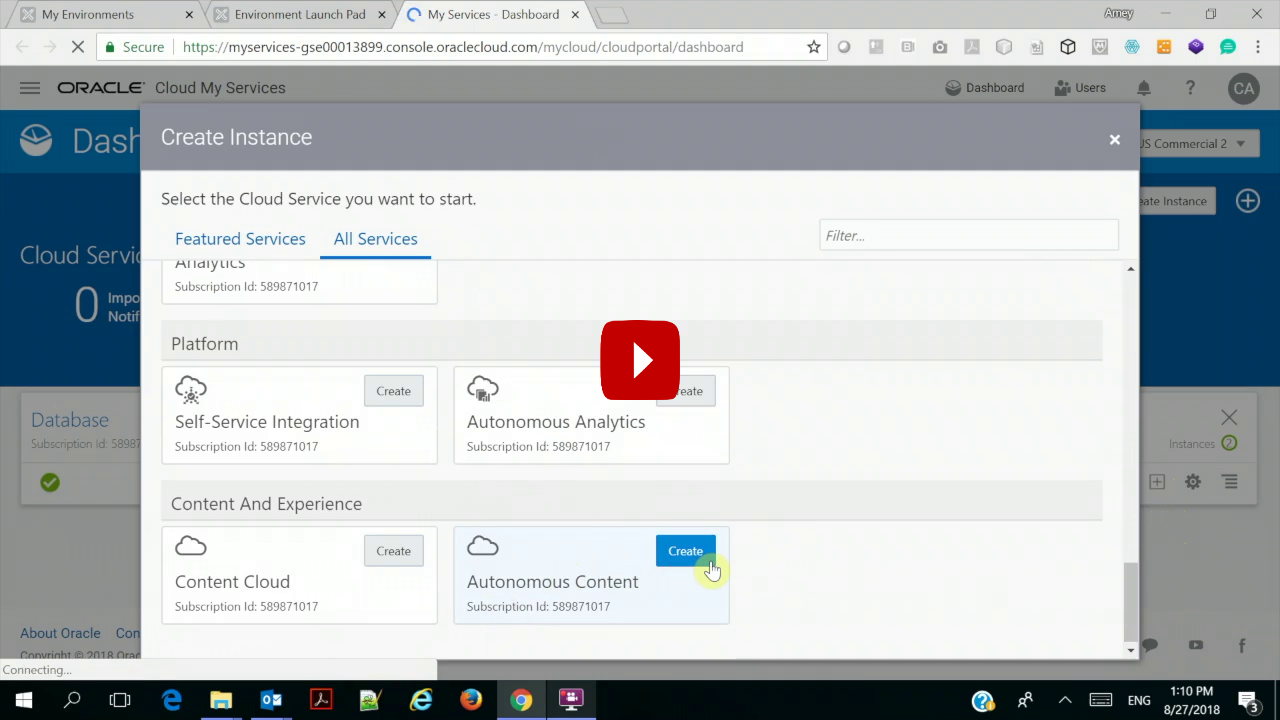 My Environments
Environment Launch Pad
My Services - Dashboard
Amey
Secure
https://myservices-gse00013899.console.oraclecloud.com/mycloud/cloudportal/dashboard
ORACLE Cloud My Services
Dashboard
Users
?
CA
Dash
US Commercial 2
Create Instance
×
Select the Cloud Service you want to start.
eate Instance
Featured Services
All Services
Filter...
Cloud Servic
0
Impo
Notifi
Analytics
Subscription Id: 589871017
Platform
Create
Self-Service Integration
Subscription Id: 589871017
eate
Autonomous Analytics
Subscription Id: 589871017
Database
Subscription Id: 58987
Instances 2
Content And Experience
Create
Content Cloud
Subscription Id: 589871017
Create
Autonomous Content
Subscription Id: 589871017
About Oracle
Con
Copyright © 2018 Orac
Connecting...
ENG
1:10 PM
8/27/2018
3